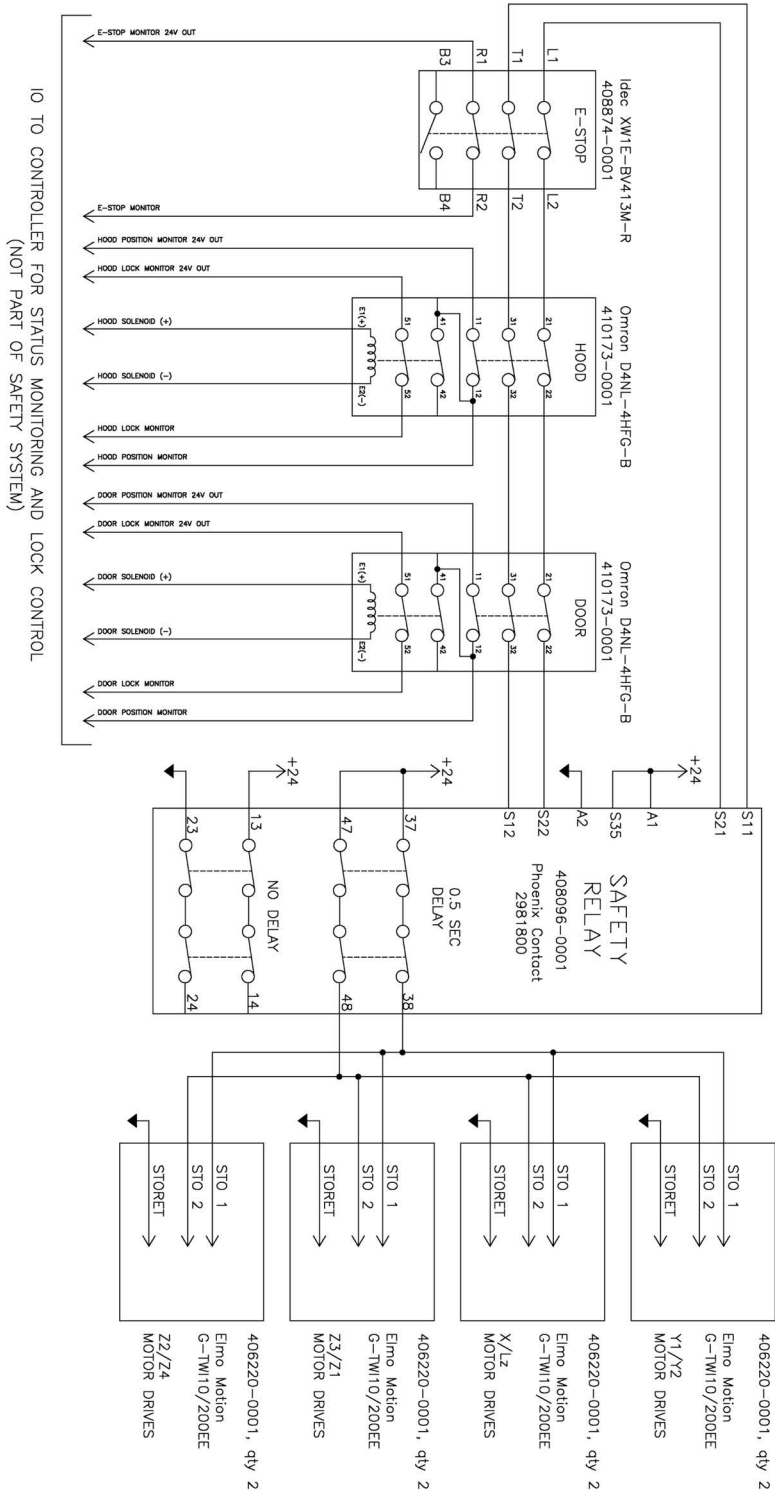 Idec XW1E-BV413M-R
408874-0001
E-STOP
L1
T1
R1
B3
L2
T2
R2
B4
Omron D4NL-4HFG-B
410173-0001
HOOD
21
22
31
32
11
12
41
42
51
52
E1(+)
E2(-)
Omron D4NL-4HFG-B
410173-0001
DOOR
21
22
31
32
11
12
41
42
51
52
E1(+)
E2(-)
E-STOP MONITOR 24V OUT
E-STOP MONITOR
HOOD POSITION MONITOR 24V OUT
HOOD LOCK MONITOR 24V OUT
HOOD SOLENOID (+)
HOOD SOLENOID (-)
HOOD LOCK MONITOR
HOOD POSITION MONITOR
DOOR POSITION MONITOR 24V OUT
DOOR LOCK MONITOR 24V OUT
DOOR SOLENOID (+)
DOOR SOLENOID (-)
DOOR LOCK MONITOR
DOOR POSITION MONITOR
IO TO CONTROLLER FOR STATUS MONITORING AND LOCK CONTROL
(NOT PART OF SAFETY SYSTEM)
S11
S21
+24
A1
S35
A2
S22
S12
SAFETY
RELAY
408096-0001
Phoenix Contact
2981800
+24
37
38
47
48
0.5 SEC
DELAY
+24
13
14
23
24
NO DELAY
STO 1
STO 2
STORET
406220-0001, qty 2
Elmo Motion
G-TWI10/200EE
Y1/Y2
MOTOR DRIVES
STO 1
STO 2
STORET
406220-0001, qty 2
Elmo Motion
G-TWI10/200EE
X/Lz
MOTOR DRIVES
STO 1
STO 2
STORET
406220-0001, qty 2
Elmo Motion
G-TWI10/200EE
Z3/Z1
MOTOR DRIVES
STO 1
STO 2
STORET
406220-0001, qty 2
Elmo Motion
G-TWI10/200EE
Z2/Z4
MOTOR DRIVES